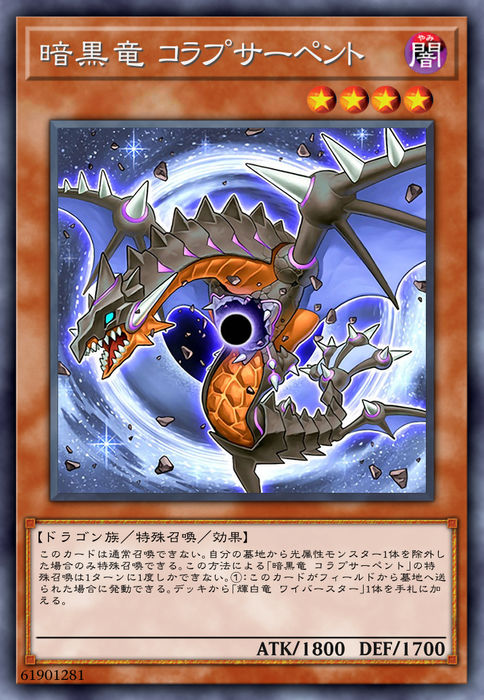 暗黒竜 コラプサーペント
やみ
闇
【ドラゴン族/特殊召喚/効果】
このカードは通常召喚できない。自分の墓地から光属性モンスター1体を除外し
た場合のみ特殊召喚できる。この方法による「暗黒竜 コラプサーペント」の特
殊召喚は1ターンに1度しかできない。①:このカードがフィールドから墓地へ送
られた場合に発動できる。デッキから「輝白竜 ワイバースター」1体を手札に加
える。
ATK/1800 DEF/1700
61901281